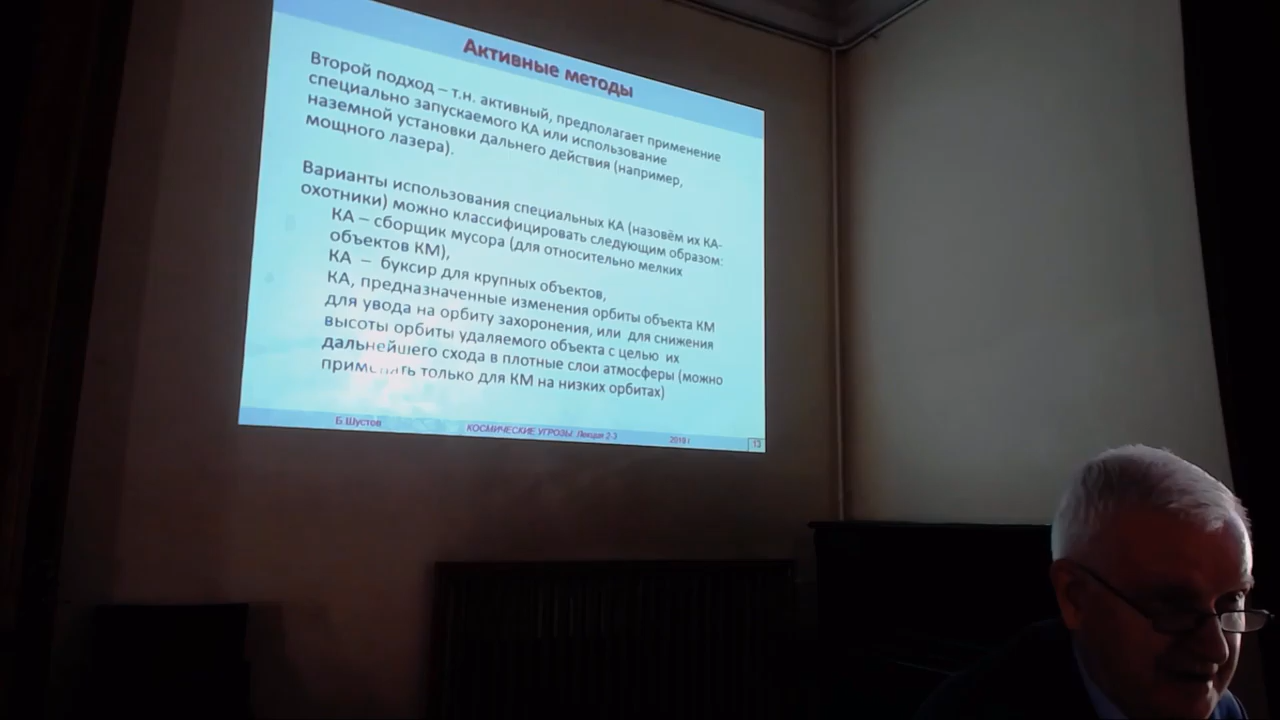 Активные методы
Второй подход – т.н. активный, предполагает применение
специально запускаемого КА или использование
наземной установки дальнего действия (например,
мощного лазера).
Варианты использования специальных КА (назовём их КА-
охотники) можно классифицировать следующим образом:
КА – сборщик мусора (для относительно мелких
объектов КМ),
КА – буксир для крупных объектов,
КА, предназначенные изменения орбиты объекта КМ
для увода на орбиту захоронения, или для снижения
высоты орбиты удаляемого объекта с целью их
дальнейшего схода в плотные слои атмосферы (можно
применять только для КМ на низких орбитах)
Б.Шустов
КОСМИЧЕСКИЕ УГРОЗЫ: Лекция 2-3
2018 г.
13